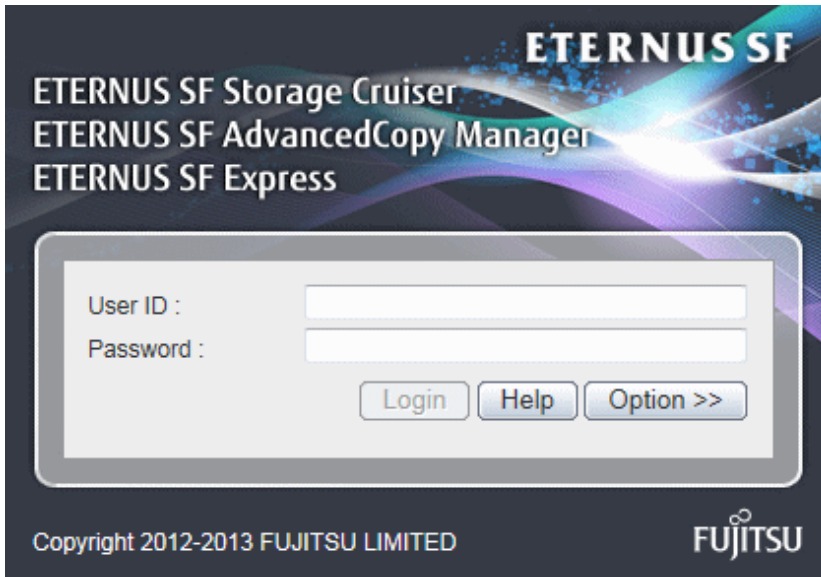 ETERNUS SF
ETERNUS SF Storage Cruiser
ETERNUS SF AdvancedCopy Manager
ETERNUS SF Express
User ID :
Password :
Login Help Option >>
Copyright 2012-2013 FUJITSU LIMITED
FUJITSU